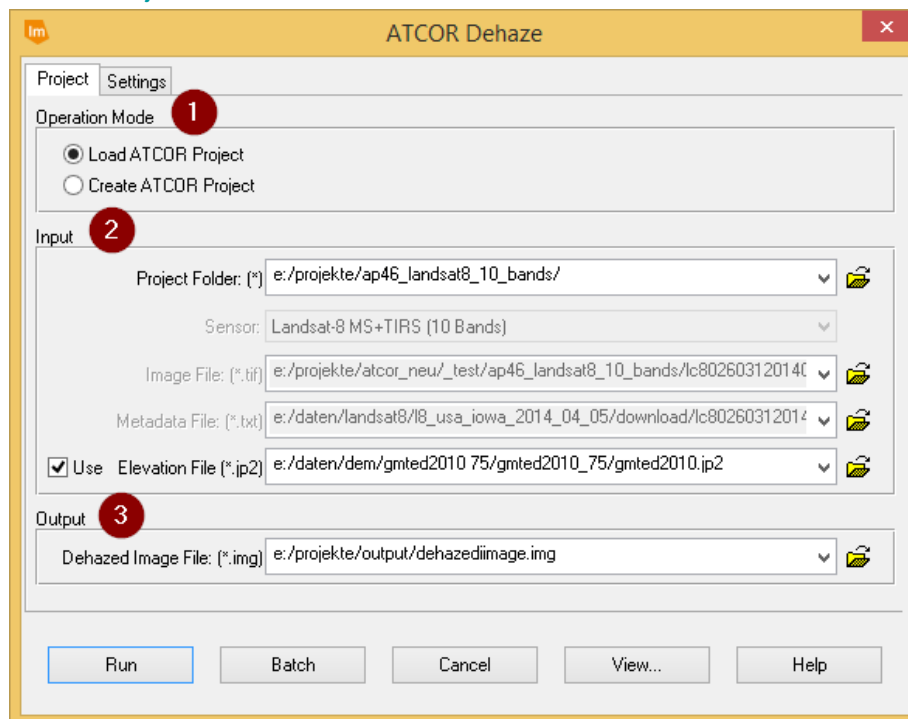 Im
ATCOR Dehaze
×
Project Settings
1
Operation Mode
Load ATCOR Project
Create ATCOR Project
2
Input
Project Folder: (*) e:/projekte/ap46_landsat8_10_bands/
Sensor: Landsat-8 MS+TIRS (10 Bands)
Image File: (*.tif) e:/projekte/atcor_neu/_test/ap46_landsat8_10_bands/lc80260312014
Metadata File: (*.txt) e:/daten/landsat8/l8_usa_iowa_2014_04_05/download/lc8026031201
Use Elevation File (*.jp2) e:/daten/dem/gmted2010 75/gmted2010_75/gmted2010.jp2
3
Output
Dehazed Image File: (*.img) e:/projekte/output/dehazediimage.img
Run Batch Cancel View... Help